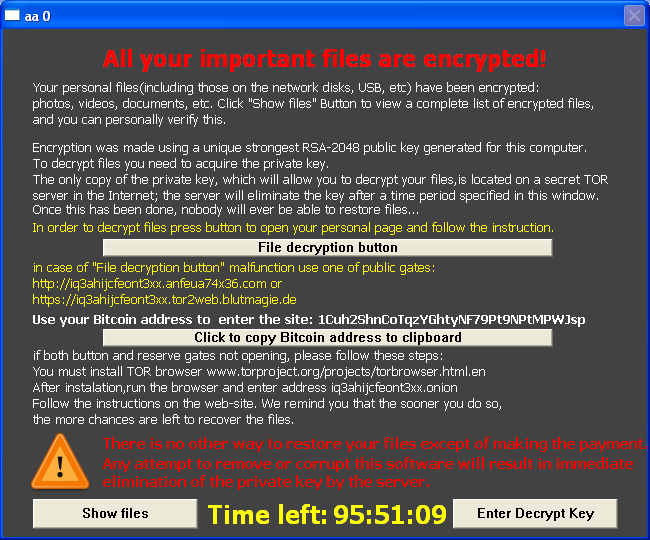 aa 0
All your important files are encrypted!
Your personal files(including those on the network disks, USB, etc) have been encrypted:
photos, videos, documents, etc. Click "Show files" Button to view a complete list of encrypted files,
and you can personally verify this.
Encryption was made using a unique strongest RSA-2048 public key generated for this computer.
To decrypt files you need to acquire the private key.
The only copy of the private key, which will allow you to decrypt your files,is located on a secret TOR
server in the Internet; the server will eliminate the key after a time period specified in this window.
Once this has been done, nobody will ever be able to restore files...
In order to decrypt files press button to open your personal page and follow the instruction.
File decryption button
in case of "File decryption button" malfunction use one of public gates:
http://iq3ahijcfeont3xx.anfeua74x36.com or
https://iq3ahijcfeont3xx.tor2web.blutmagie.de
Use your Bitcoin address to enter the site: 1Cuh2ShnCoTqzYGhtyNF79Pt9NPtMPWJsp
Click to copy Bitcoin address to clipboard
if both button and reserve gates not opening, please follow these steps:
You must install TOR browser www.torproject.org/projects/torbrowser.html.en
After instalation,run the browser and enter address iq3ahijcfeont3xx.onion
Follow the instructions on the web-site. We remind you that the sooner you do so,
the more chances are left to recover the files.
There is no other way to restore your files except of making the payment.
Any attempt to remove or corrupt this software will result in immediate
elimination of the private key by the server.
Show files
Time left: 95:51:09
Enter Decrypt Key